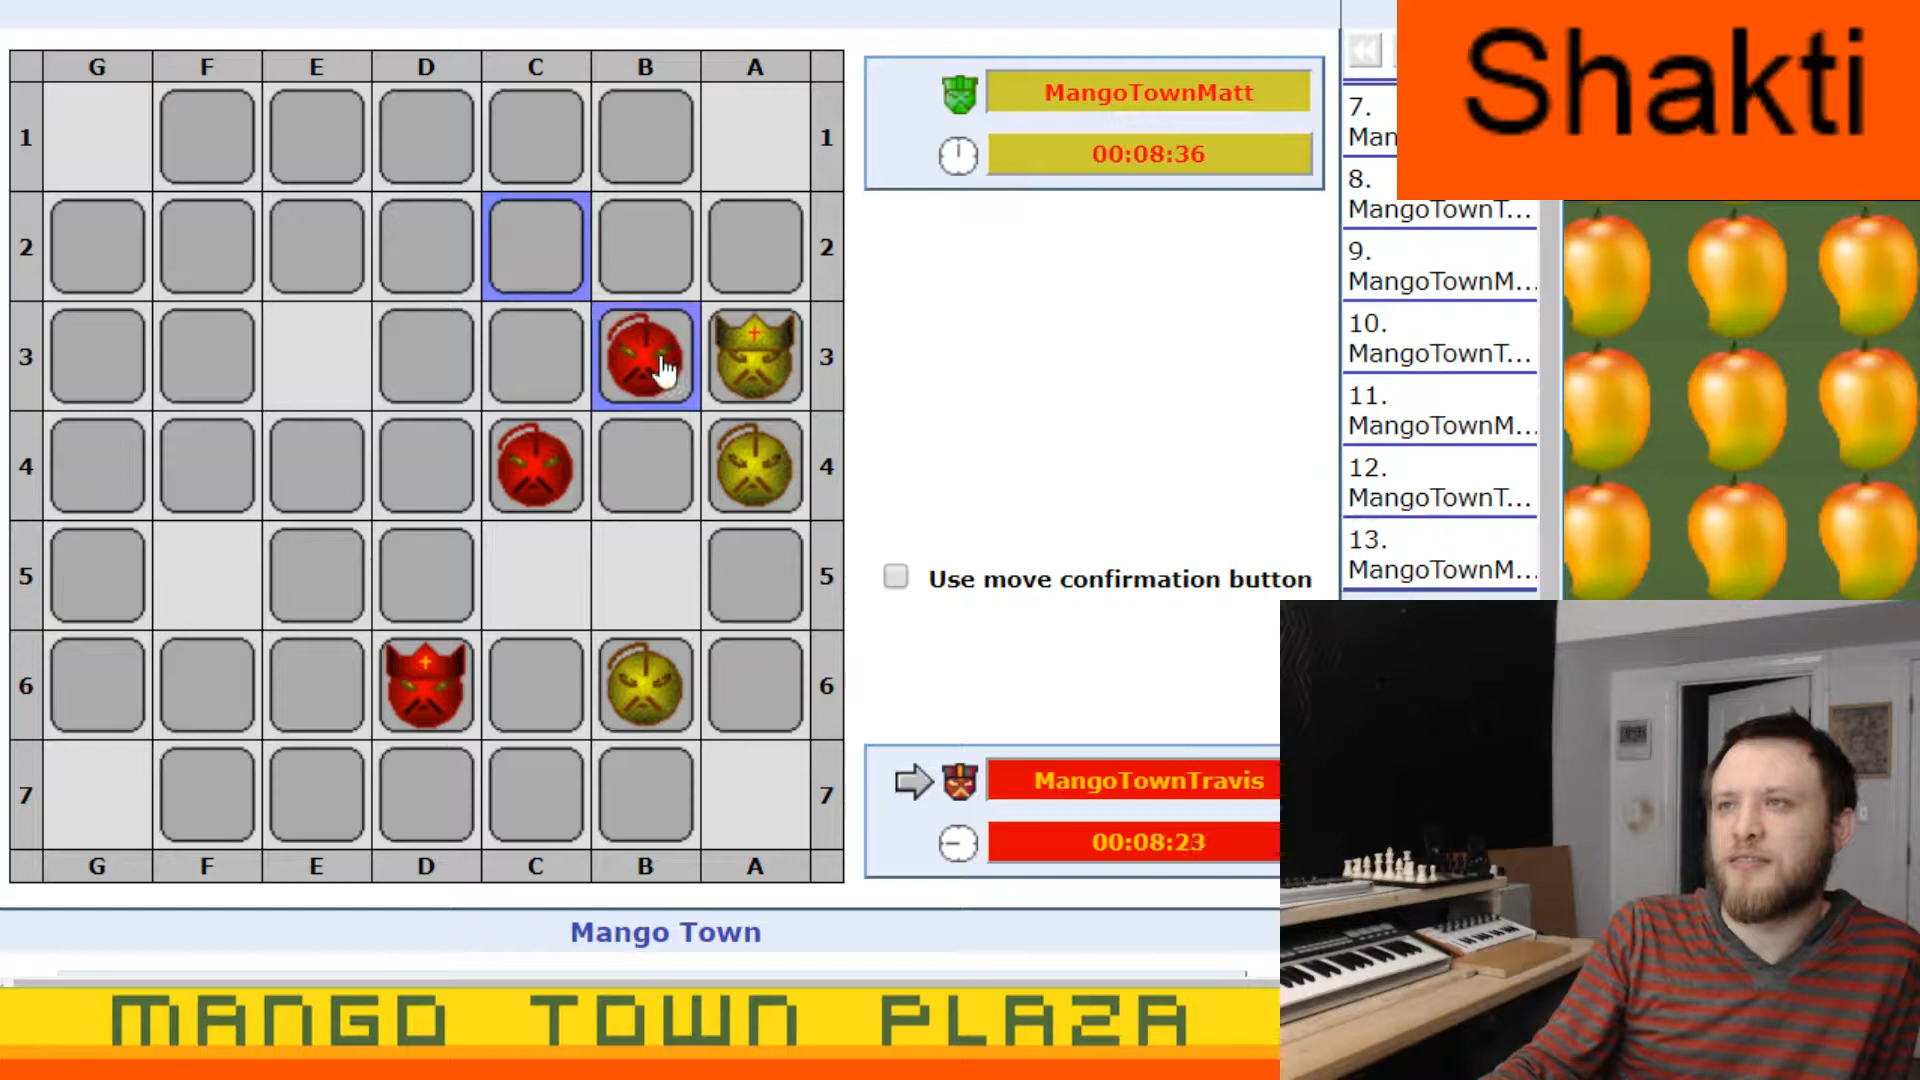 Shakti
G F E D C B A
1 1
2 2
3 3
4 4
5 5
6 6
7 7
G F E D C B A
MangoTownMatt
00:08:36
Use move confirmation button
MangoTownTravis
00:08:23
7.
Man
8.
MangoTownT...
9.
MangoTownM...
10.
MangoTownT...
11.
MangoTownM...
12.
MangoTownT...
13.
MangoTownM...
Mango Town
MANGO TOWN PLAZA